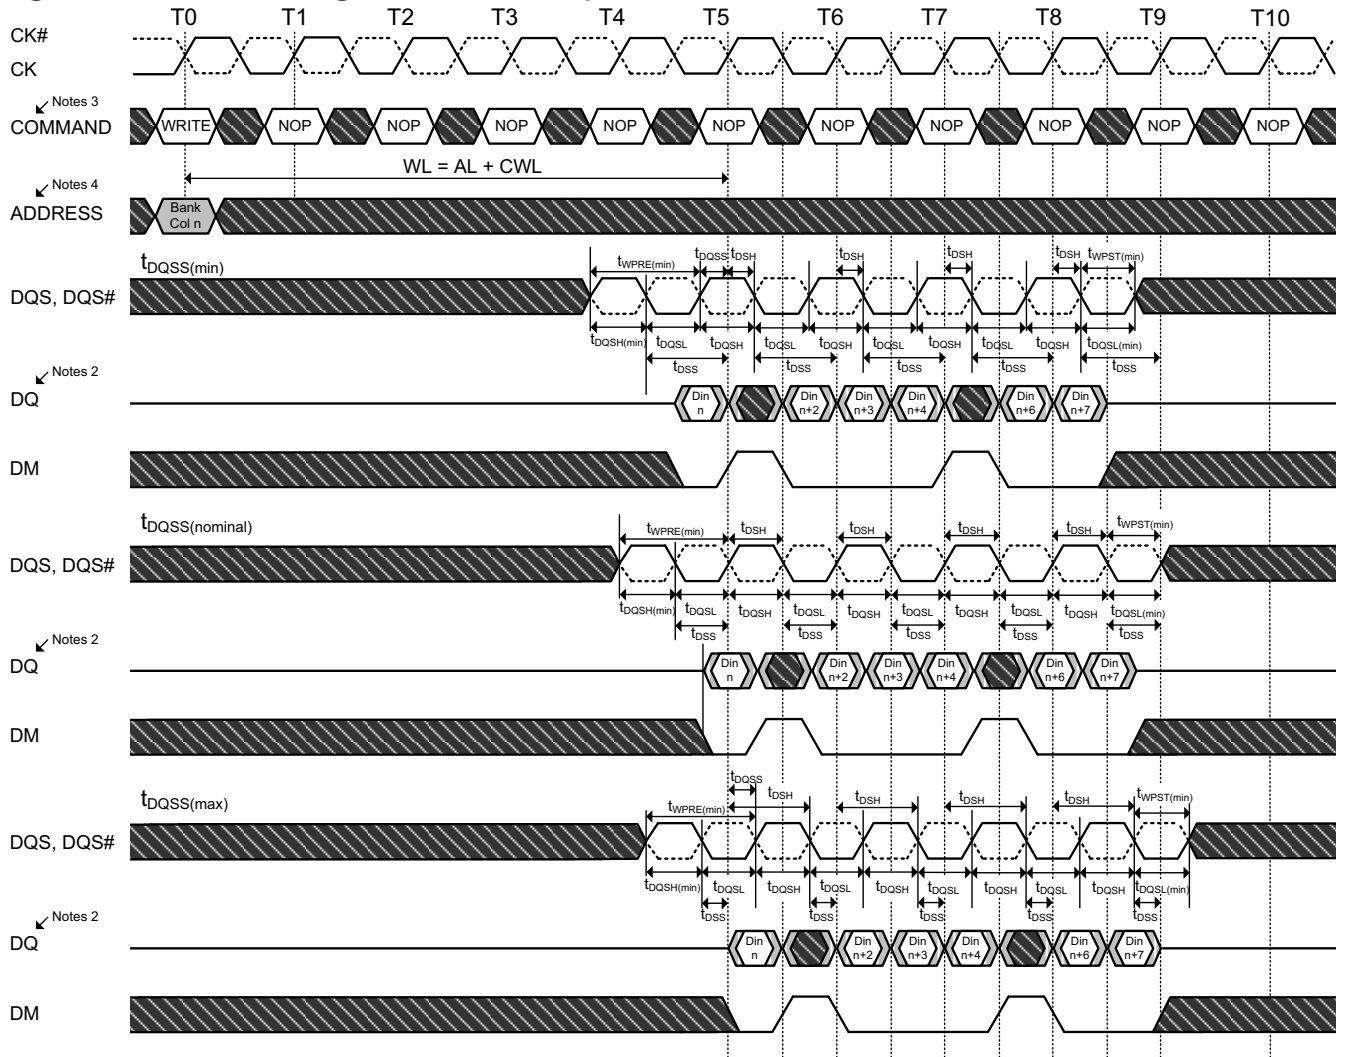 T0 T1 T2 T3 T4 T5 T6 T7 T8 T9 T10
CK#
CK
Notes 3
COMMAND WRITE NOP NOP NOP NOP NOP NOP NOP NOP NOP NOP
WL = AL + CWL
Notes 4
ADDRESS
Bank
Col n
tDQSS(min)
tWPRE(min) tDQSS tDSH tDSH tDSH tDSH tWPST(min)
DQS, DQS#
tDQSH(min) tDQSL tDQSH tDQSL tDQSH tDQSL tDQSH tDQSL tDQSH tDQSL(min)
tDSS tDSS tDSS tDSS tDSS
Notes 2
DQ
Din n Din n+2 Din n+3 Din n+4 Din n+6 Din n+7
DM
tDQSS(nominal)
tWPRE(min) tDSH tDSH tDSH tDSH tWPST(min)
DQS, DQS#
tDQSH(min) tDQSL tDQSH tDQSL tDQSH tDQSL tDQSH tDQSL tDQSH tDQSL(min)
tDSS tDSS tDSS tDSS tDSS
Notes 2
DQ
Din n Din n+2 Din n+3 Din n+4 Din n+6 Din n+7
DM
tDQSS
tDQSS(max)
tWPRE(min) tDSH tDSH tDSH tDSH tWPST(min)
DQS, DQS#
tDQSH(min) tDQSL tDQSH tDQSL tDQSH tDQSL tDQSH tDQSL tDQSH tDQSL(min)
tDSS tDSS tDSS tDSS tDSS
Notes 2
DQ
Din n Din n+2 Din n+3 Din n+4 Din n+6 Din n+7
DM